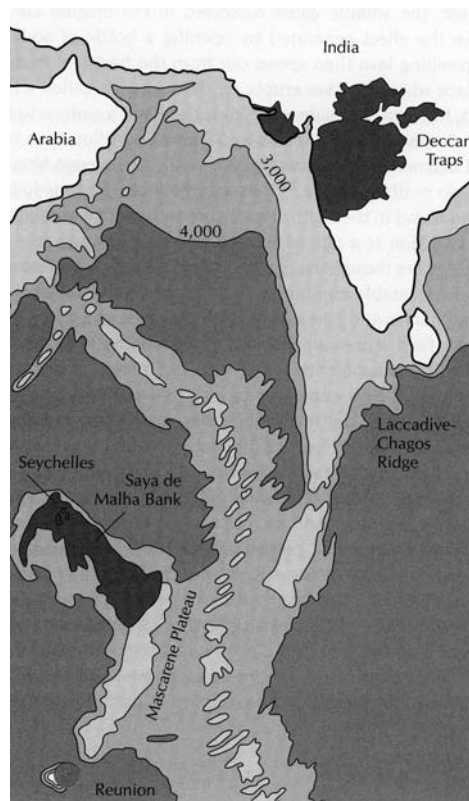 India
Arabia
Deccan
Traps
3,000
4,000
Laccadive-
Chagos
Ridge
Seychelles
Saya de
Malha Bank
Mascarene Plateau
Reunion